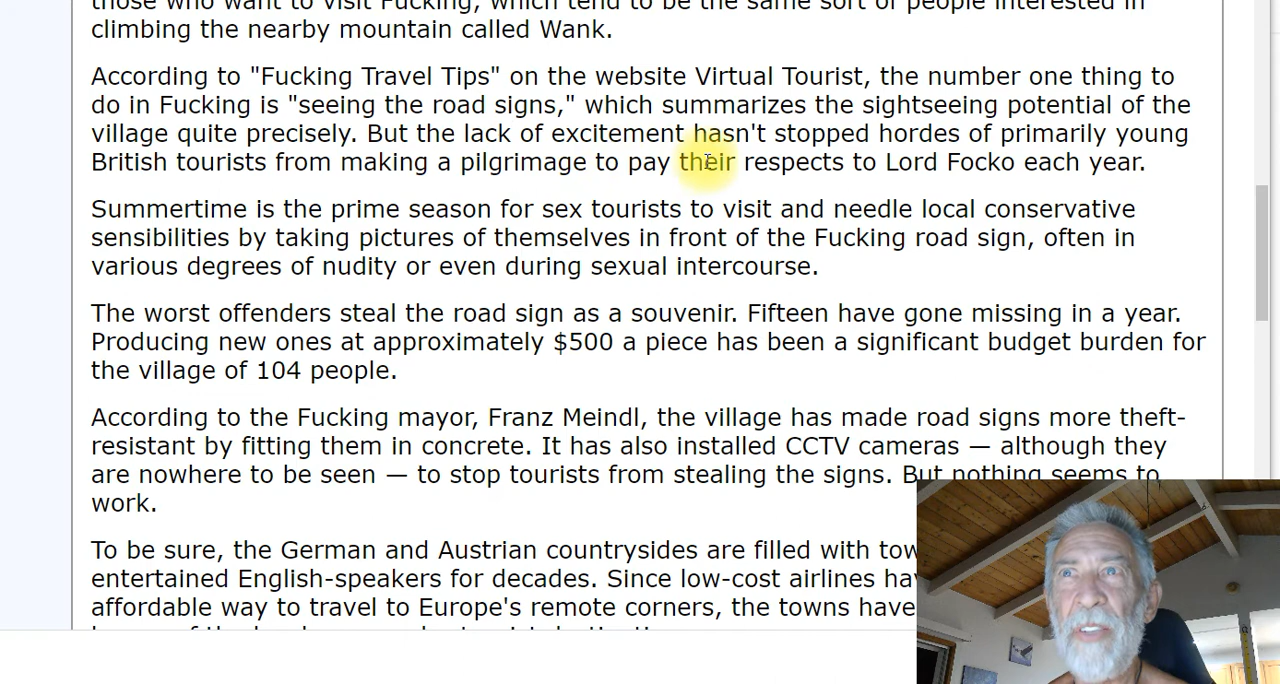 those who want to visit Fucking, which tend to be the same sort of people interested in
climbing the nearby mountain called Wank.
According to "Fucking Travel Tips" on the website Virtual Tourist, the number one thing to
do in Fucking is "seeing the road signs," which summarizes the sightseeing potential of the
village quite precisely. But the lack of excitement hasn't stopped hordes of primarily young
British tourists from making a pilgrimage to pay their respects to Lord Focko each year.
Summertime is the prime season for sex tourists to visit and needle local conservative
sensibilities by taking pictures of themselves in front of the Fucking road sign, often in
various degrees of nudity or even during sexual intercourse.
The worst offenders steal the road sign as a souvenir. Fifteen have gone missing in a year.
Producing new ones at approximately $500 a piece has been a significant budget burden for
the village of 104 people.
According to the Fucking mayor, Franz Meindl, the village has made road signs more theft-
resistant by fitting them in concrete. It has also installed CCTV cameras — although they
are nowhere to be seen — to stop tourists from stealing the signs. But nothing seems to
work.
To be sure, the German and Austrian countrysides are filled with
entertained English-speakers for decades. Since low-cost airlines
affordable way to travel to Europe's remote corners, the towns have